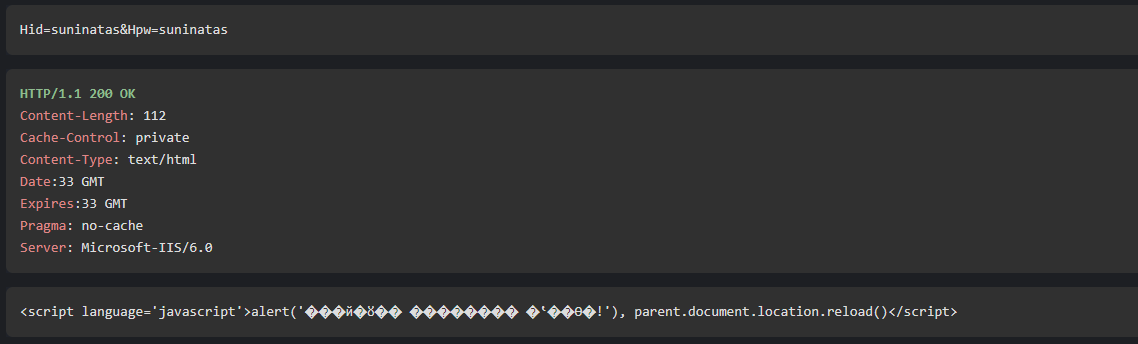 Hid=suninatas&Hpw=suninatas
HTTP/1.1 200 OK
Content-Length: 112
Cache-Control: private
Content-Type: text/html
Date:33 GMT
Expires:33 GMT
Pragma: no-cache
Server: Microsoft-IIS/6.0
<script language='javascript'>alert('���й�ȣ�� �������� �ʽ��ϴ�!'), parent.document.location.reload()</script>